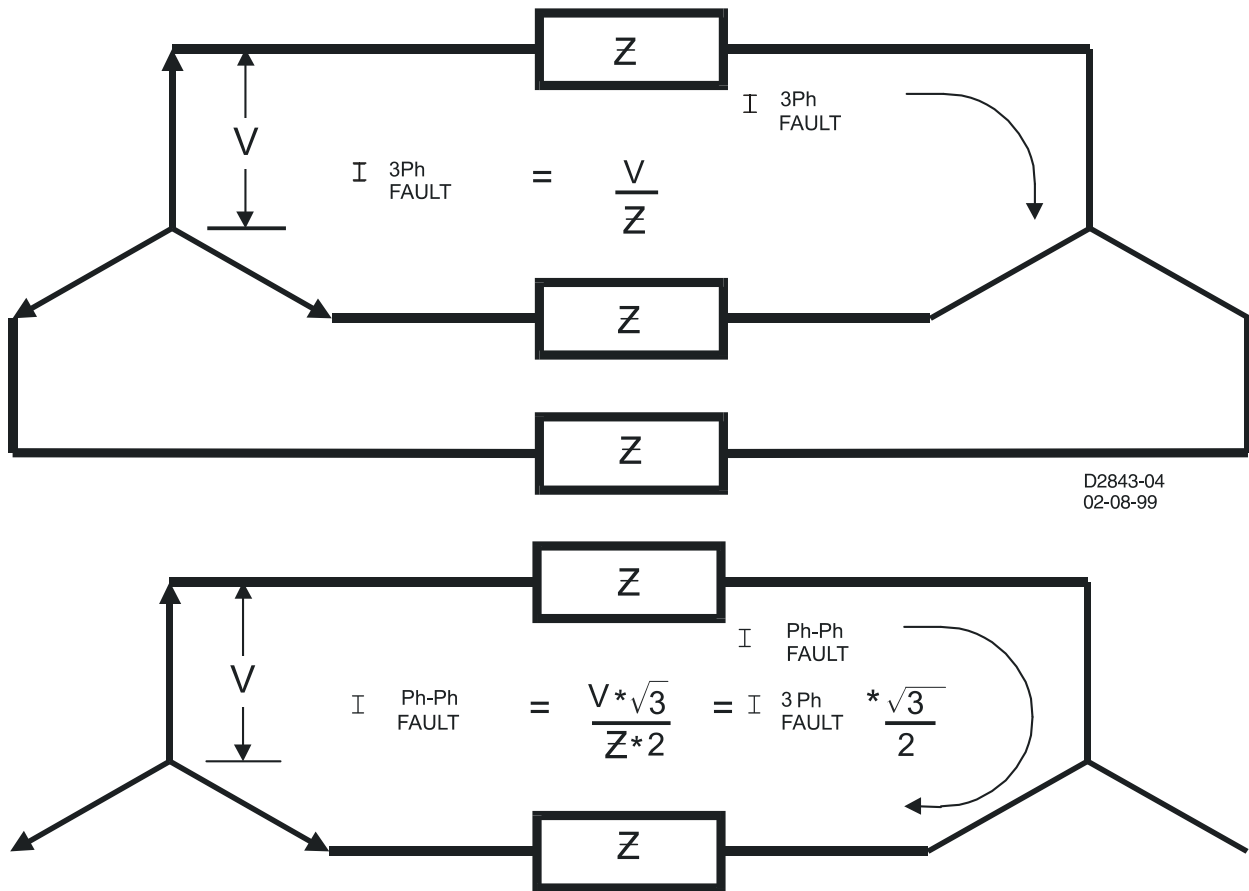 Ƶ
I 3Ph
FAULT
V
I 3Ph
FAULT
= V
Ƶ
Ƶ
Ƶ
D2843-04
02-08-99
Ƶ
I Ph-Ph
FAULT
V
I Ph-Ph
FAULT
= V*√3
Ƶ*2
= I 3 Ph
FAULT
* √3
2
Ƶ